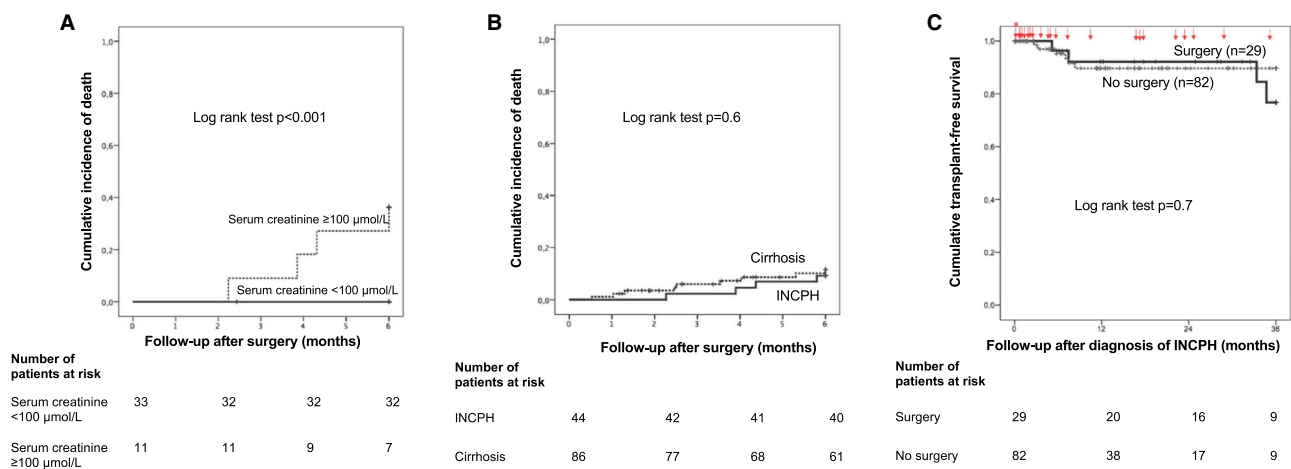 A
Cumulative incidence of death
1,0
0,8
0,6
0,4
0,2
0,0
Log rank test p<0.001
Serum creatinine ≥100 µmol/L
Serum creatinine <100 µmol/L
0 1 2 3 4 5 6
Follow-up after surgery (months)
Number of
patients at risk
Serum creatinine
<100 µmol/L
33 32 32 32
Serum creatinine
≥100 µmol/L
11 11 9 7
B
Cumulative incidence of death
1,0
0,8
0,6
0,4
0,2
0,0
Log rank test p=0.6
Cirrhosis
INCPH
0 1 2 3 4 5 6
Follow-up after surgery (months)
Number of
patients at risk
INCPH 44 42 41 40
Cirrhosis 86 77 68 61
C
Cumulative transplant-free survival
*
1,0
0,8
0,6
0,4
0,2
0,0
Surgery (n=29)
No surgery (n=82)
Log rank test p=0.7
0 12 24 36
Follow-up after diagnosis of INCPH (months)
Number of
patients at risk
Surgery 29 20 16 9
No surgery 82 38 17 9